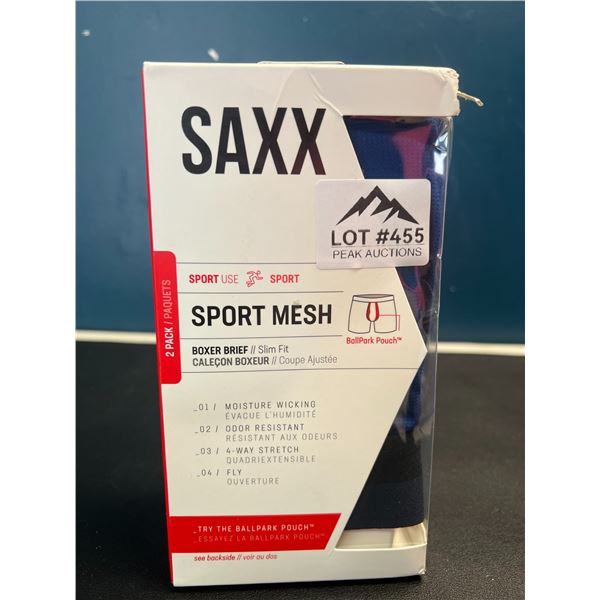 SAXX
LOT #455
PEAK AUCTIONS
2 PACK / PAQUETS
SPORT USE SPORT
SPORT MESH
BallPark Pouch™
BOXER BRIEF // Slim Fit
CALEÇON BOXEUR // Coupe Ajustée
_01 / MOISTURE WICKING
ÉVACUE L'HUMIDITÉ
_02 / ODOR RESISTANT
RÉSISTANT AUX ODEURS
_03 / 4-WAY STRETCH
QUADRIEXTENSIBLE
_04 / FLY
OUVERTURE
_TRY THE BALLPARK POUCH™
_ESSAYEZ LA BALLPARK POUCH™
see backside // voir au dos